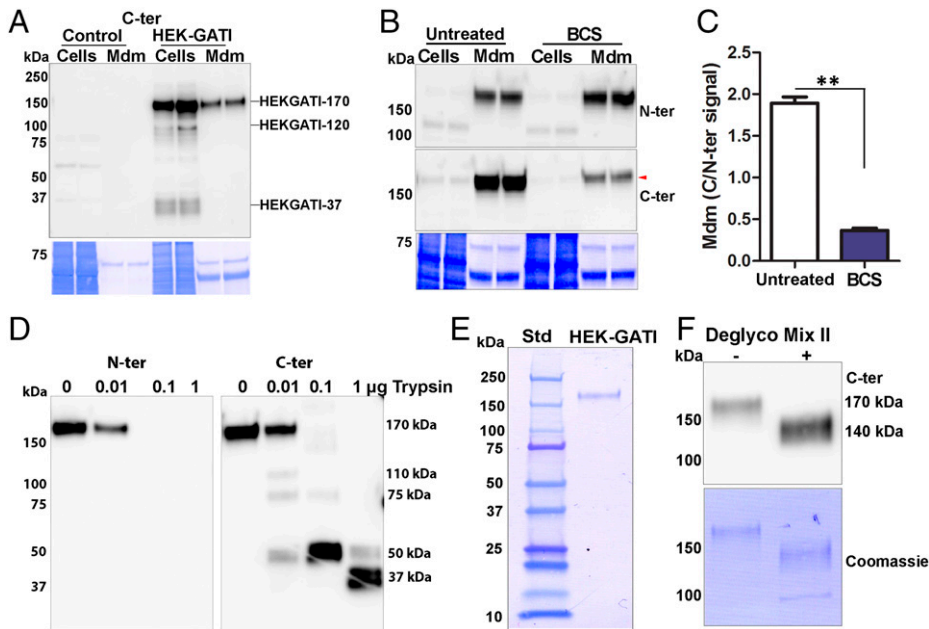 A
C-ter
Control HEK-GATI
kDa Cells Mdm Cells Mdm
250
150
100
75
50
37
HEKGATI-170
HEKGATI-120
HEKGATI-37
75
B
Untreated BCS
kDa Cells Mdm Cells Mdm
150
100
N-ter
150
C-ter
75
C
Mdm (C/N-ter signal)
2.0
1.5
1.0
0.5
0.0
**
Untreated BCS
D
N-ter C-ter
kDa 0 0.01 0.1 1 0 0.01 0.1 1 µg Trypsin
150
100
75
50
37
170 kDa
110 kDa
75 kDa
50 kDa
37 kDa
E
kDa Std HEK-GATI
250
150
100
75
50
37
25
10
F
Deglyco Mix II
kDa - +
C-ter
150
100
170 kDa
140 kDa
150
100
Coomassie